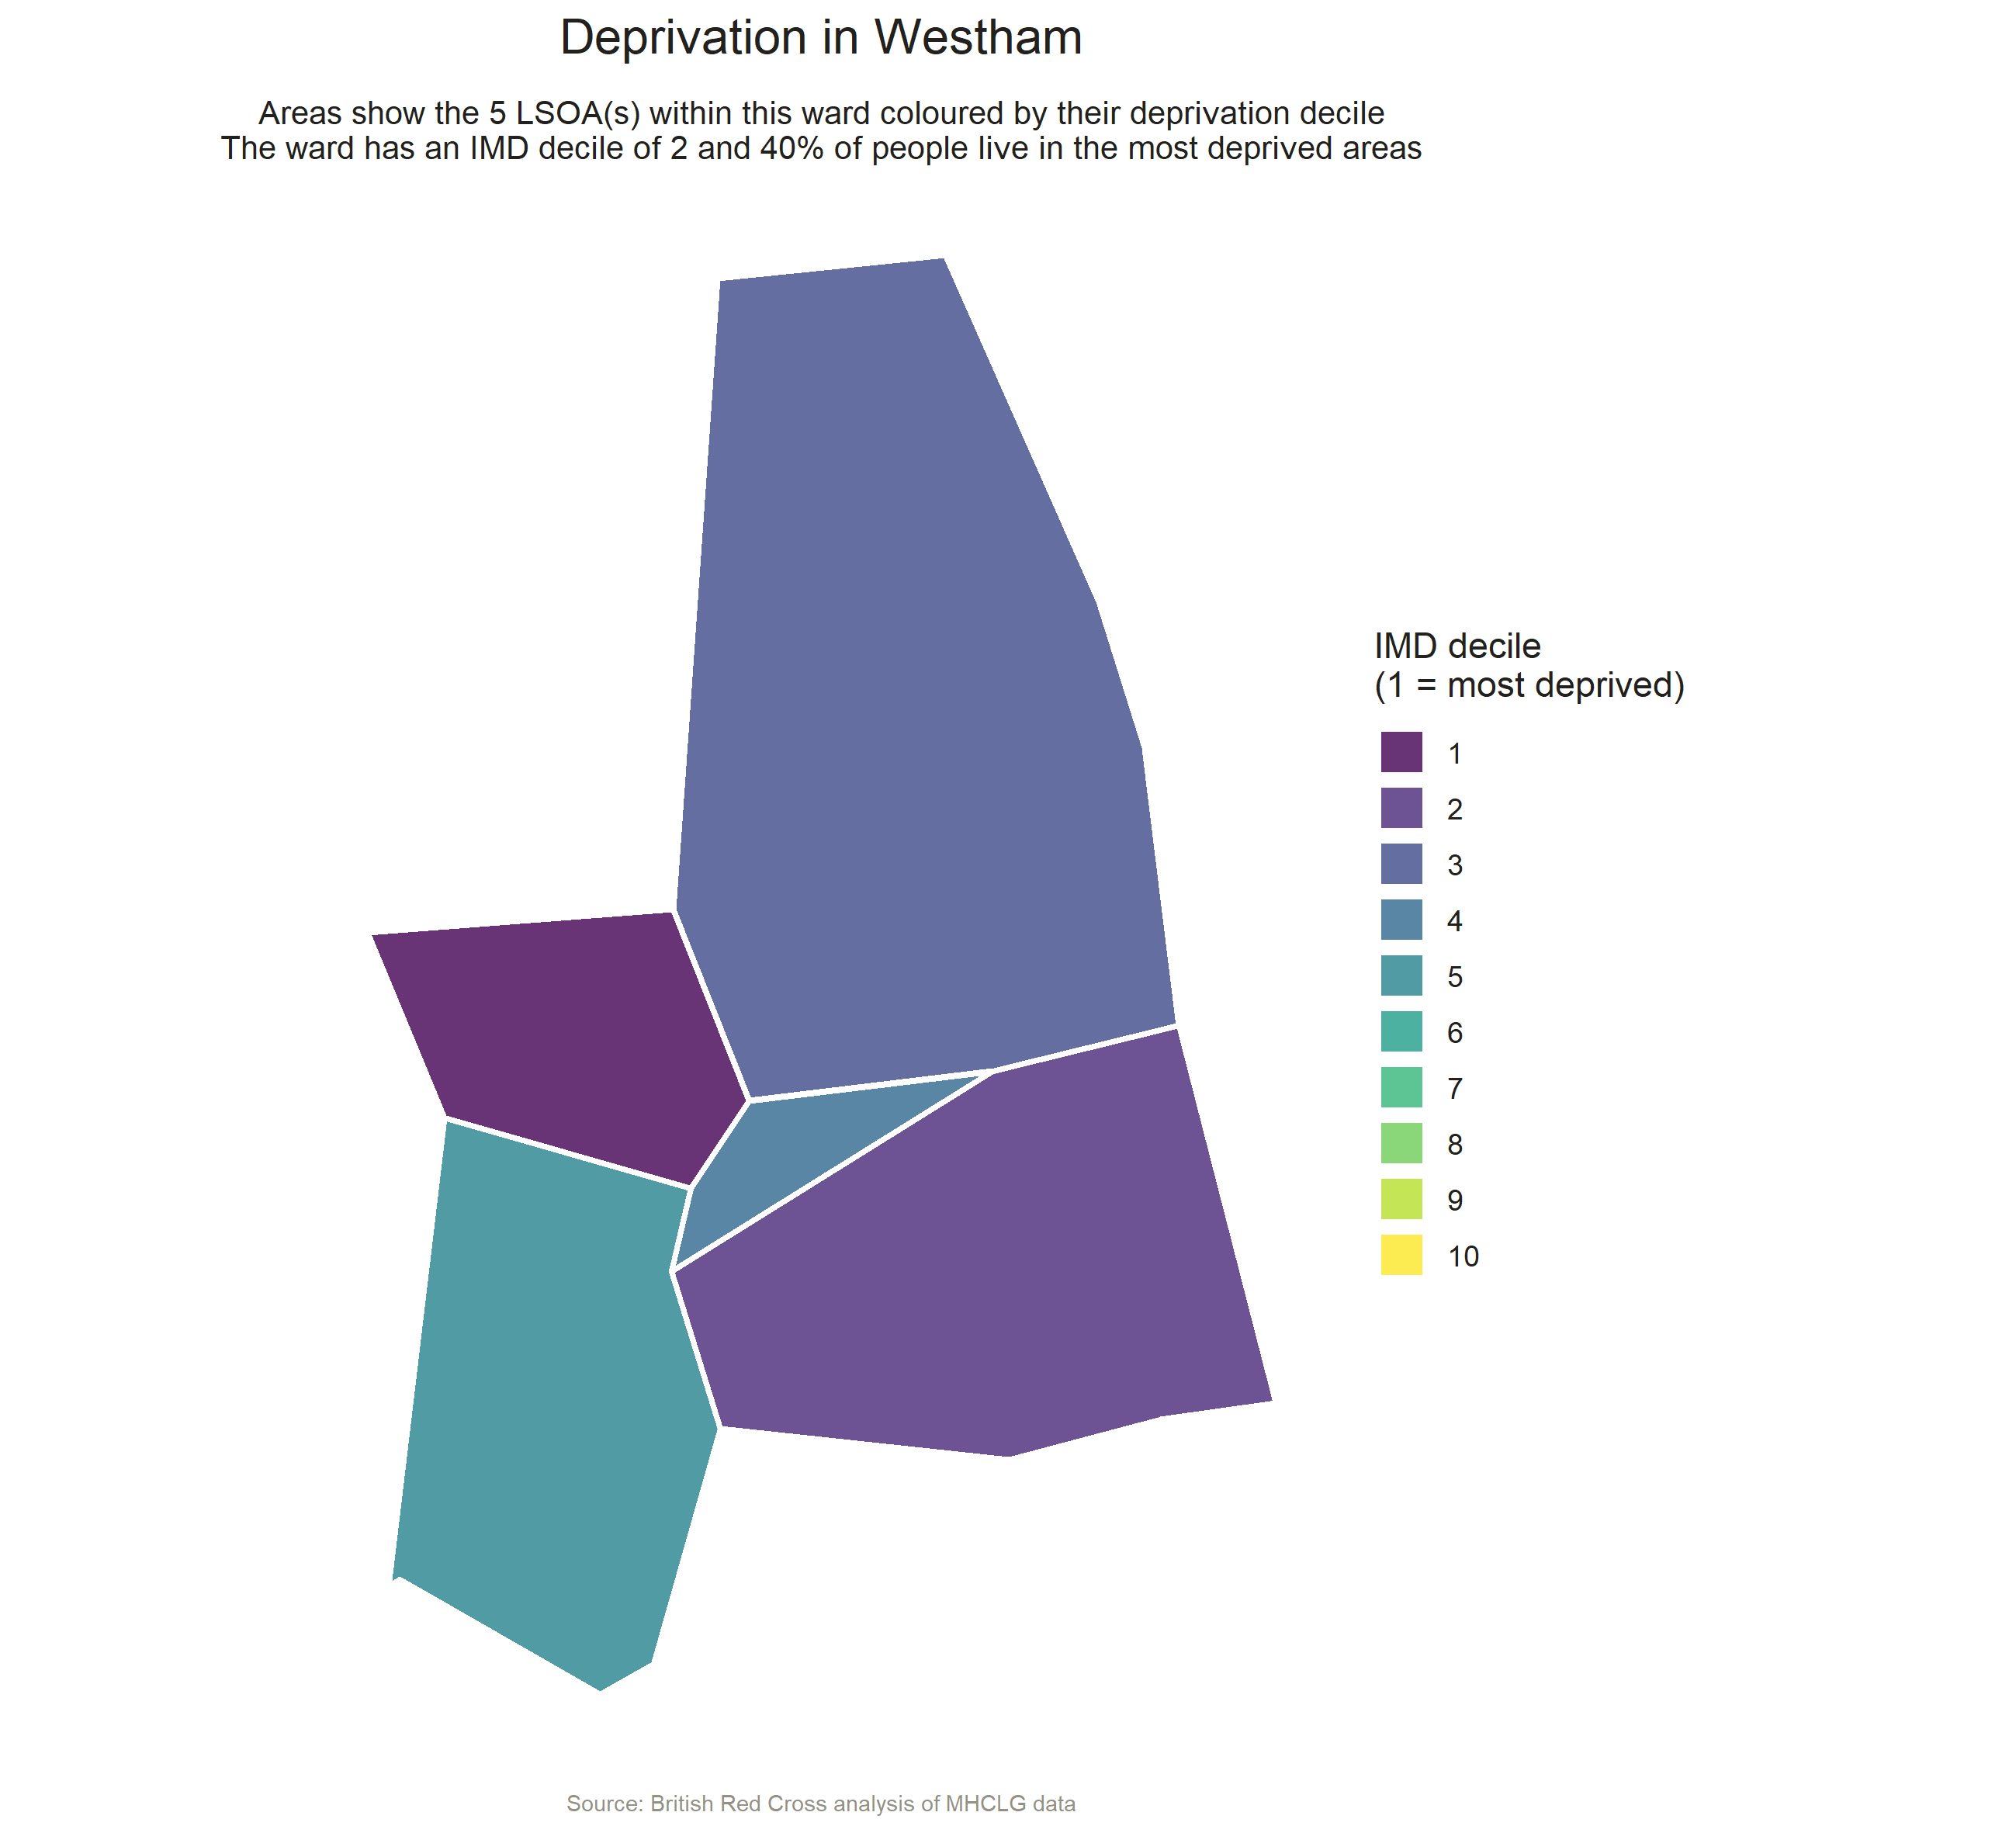 Deprivation in Westham
Areas show the 5 LSOA(s) within this ward coloured by their deprivation decile
The ward has an IMD decile of 2 and 40% of people live in the most deprived areas
IMD decile
(1 = most deprived)
1
2
3
4
5
6
7
8
9
10
Source: British Red Cross analysis of MHCLG data